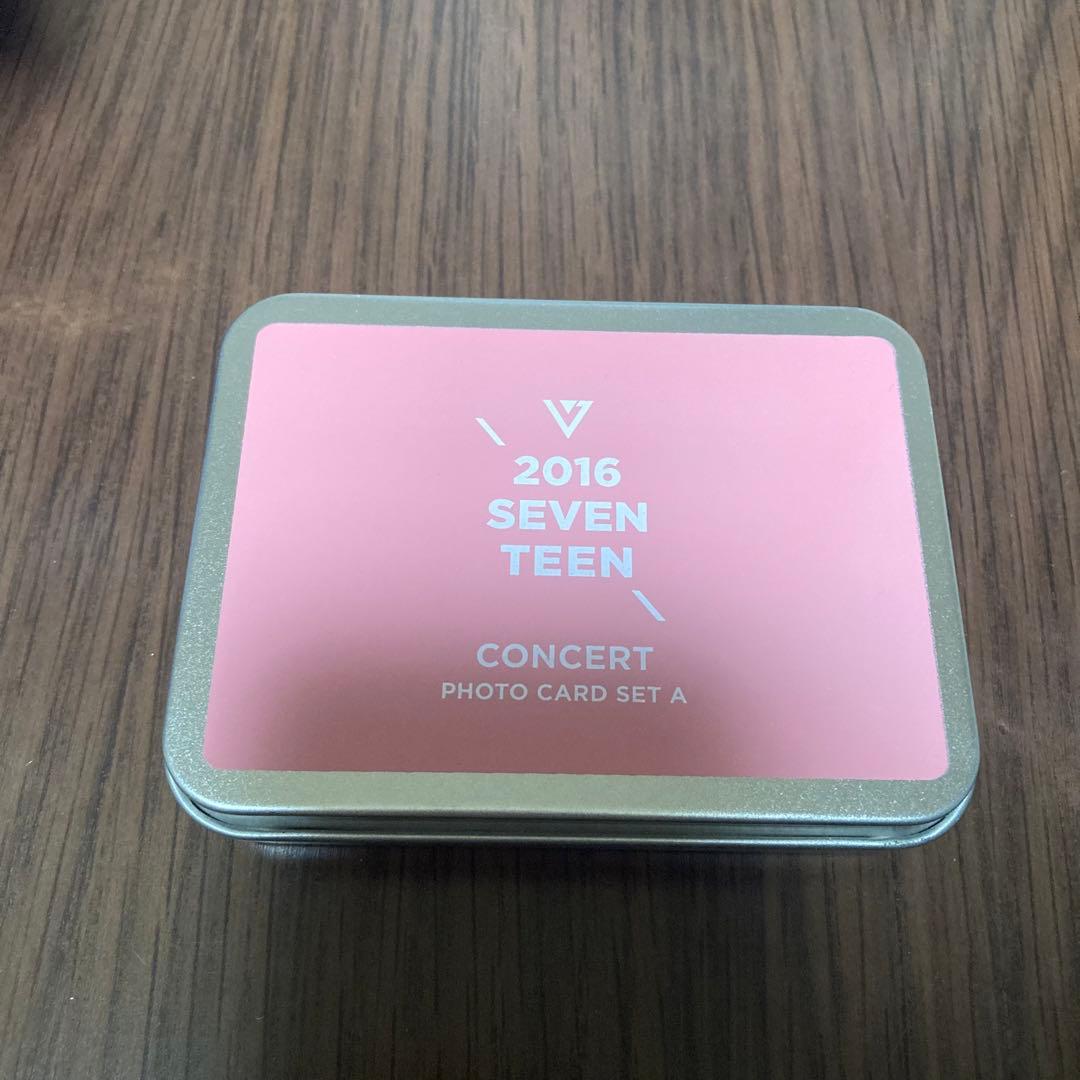 2016
SEVEN
TEEN
CONCERT
PHOTO CARD SET A